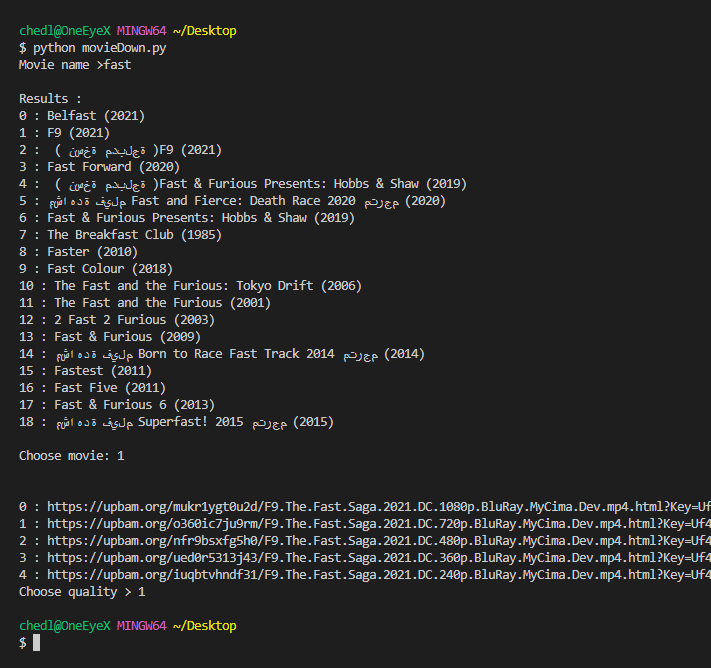 chedl@OneEyeX MINGW64 ~/Desktop
$ python movieDown.py
Movie name >fast
Results :
0 : Belfast (2021)
1 : F9 (2021)
2 :  ( نسخة مدبلجة )F9 (2021)
3 : Fast Forward (2020)
4 :  ( نسخة مدبلجة )Fast & Furious Presents: Hobbs & Shaw (2019)
5 : مشاهدة فيلم Fast and Fierce: Death Race 2020 مترجم (2020)
6 : Fast & Furious Presents: Hobbs & Shaw (2019)
7 : The Breakfast Club (1985)
8 : Faster (2010)
9 : Fast Colour (2018)
10 : The Fast and the Furious: Tokyo Drift (2006)
11 : The Fast and the Furious (2001)
12 : 2 Fast 2 Furious (2003)
13 : Fast & Furious (2009)
14 : مشاهدة فيلم Born to Race Fast Track 2014 مترجم (2014)
15 : Fastest (2011)
16 : Fast Five (2011)
17 : Fast & Furious 6 (2013)
18 : مشاهدة فيلم Superfast! 2015 مترجم (2015)
Choose movie: 1
0 : https://upbam.org/mukr1ygt0u2d/F9.The.Fast.Saga.2021.DC.1080p.BluRay.MyCima.Dev.mp4.html?Key=Uf
1 : https://upbam.org/o360ic7ju9rm/F9.The.Fast.Saga.2021.DC.720p.BluRay.MyCima.Dev.mp4.html?Key=Uf4
2 : https://upbam.org/nfr9bsxfg5h0/F9.The.Fast.Saga.2021.DC.480p.BluRay.MyCima.Dev.mp4.html?Key=Uf4
3 : https://upbam.org/ued0r5313j43/F9.The.Fast.Saga.2021.DC.360p.BluRay.MyCima.Dev.mp4.html?Key=Uf4
4 : https://upbam.org/iuqbtvhndf31/F9.The.Fast.Saga.2021.DC.240p.BluRay.MyCima.Dev.mp4.html?Key=Uf4
Choose quality > 1
chedl@OneEyeX MINGW64 ~/Desktop
$